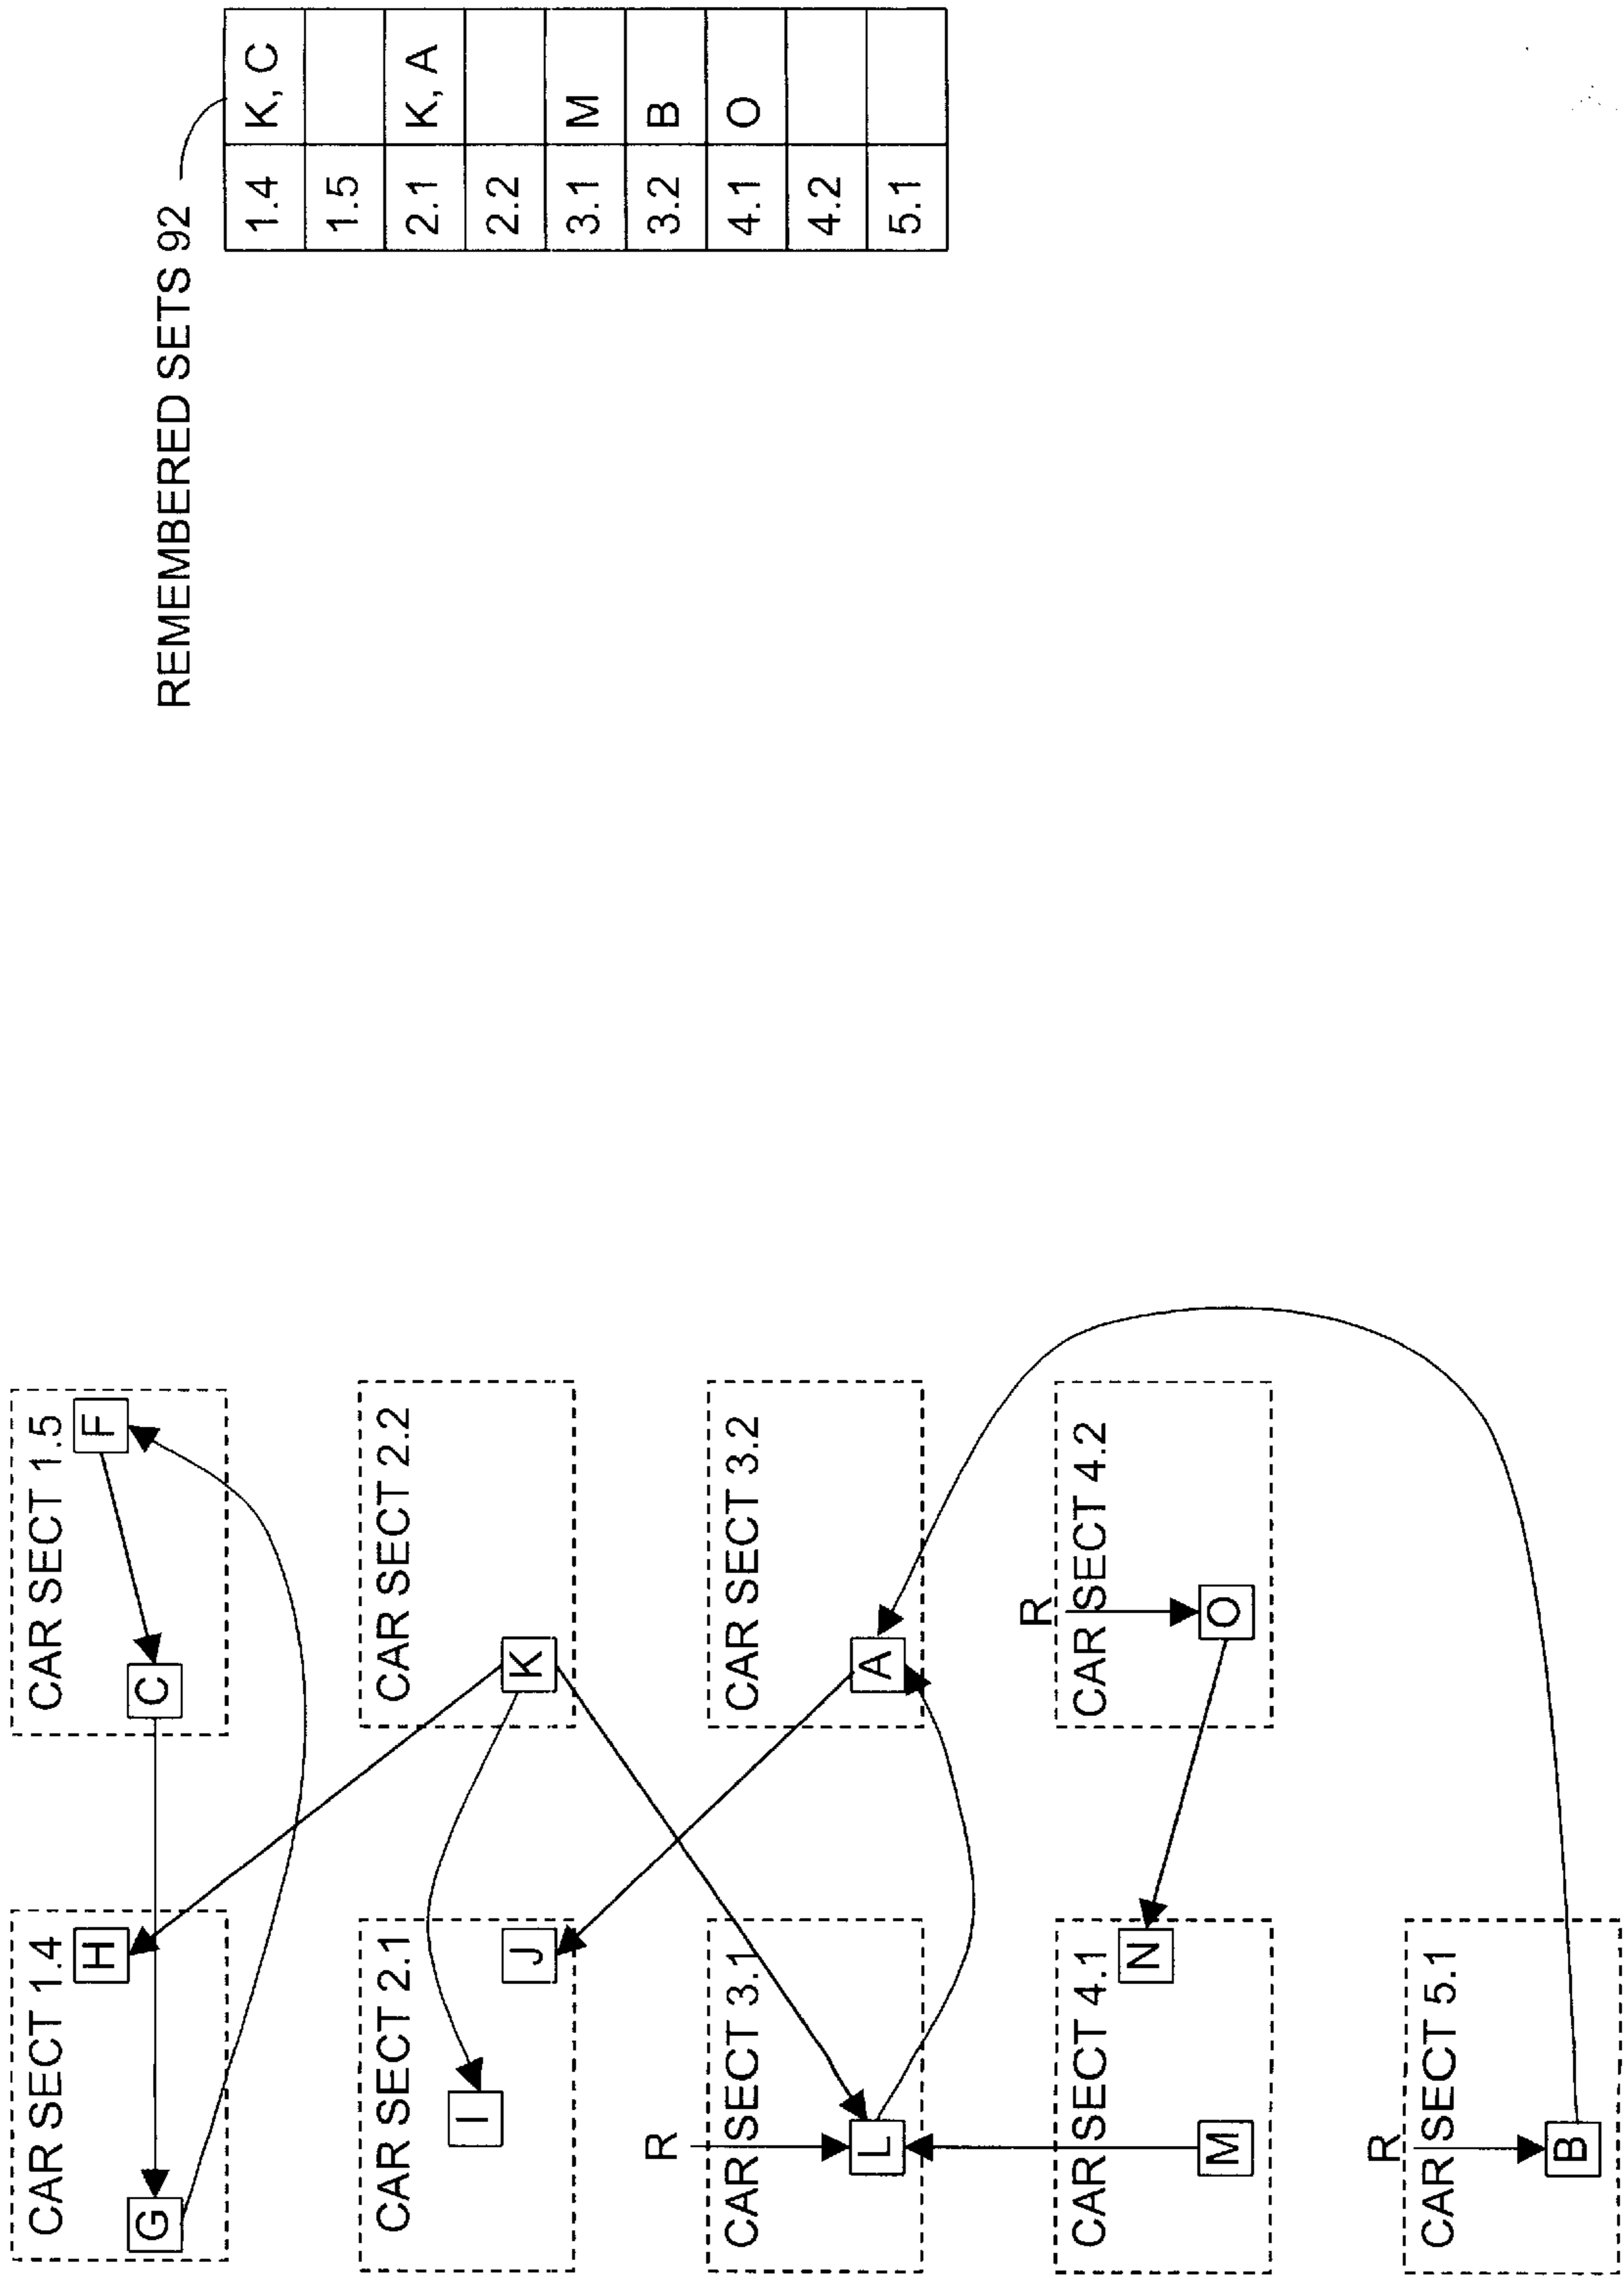 CAR SECT 1.4
H
G
CAR SECT 1.5
F
C
CAR SECT 2.1
I
J
CAR SECT 2.2
K
R
CAR SECT 3.1
L
CAR SECT 3.2
A
CAR SECT 4.1
N
M
R
CAR SECT 4.2
O
R
CAR SECT 5.1
B
REMEMBERED SETS 92
1.4 K, C
1.5
2.1 K, A
2.2
3.1 M
3.2 B
4.1 O
4.2
5.1